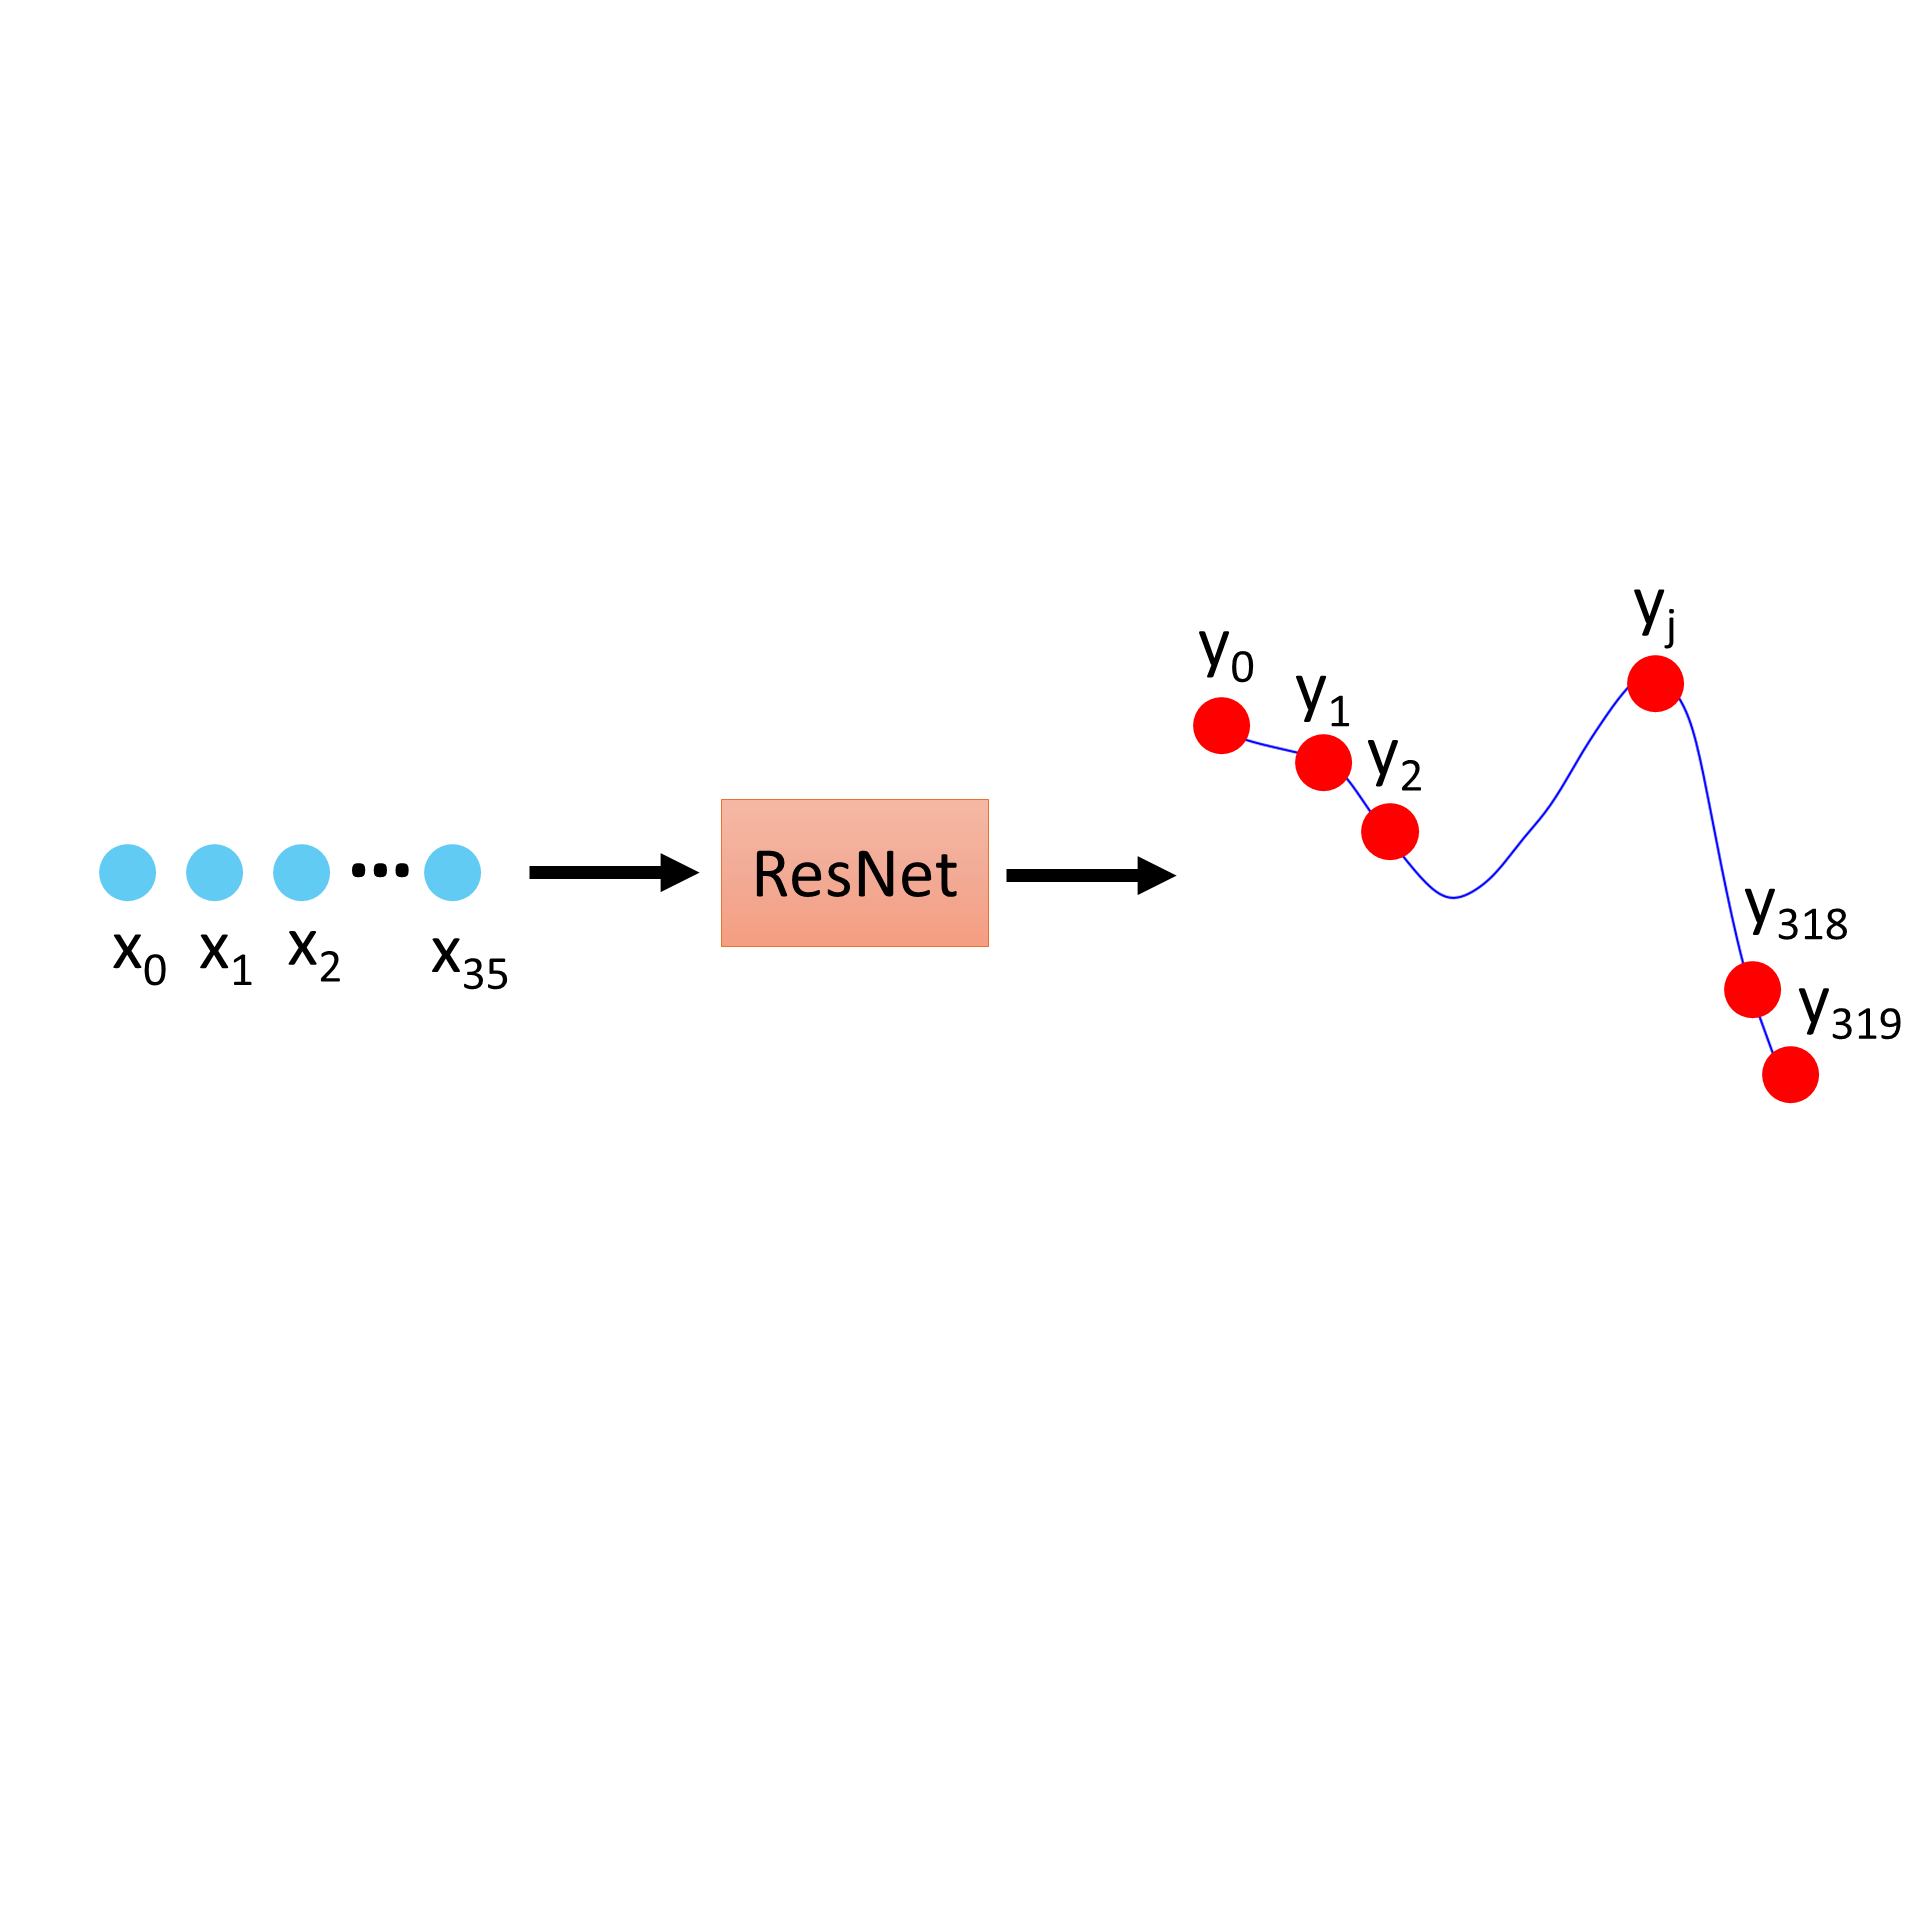 x0 x1 x2 ... x35
ResNet
y0
y1
y2
yj
y318
y319